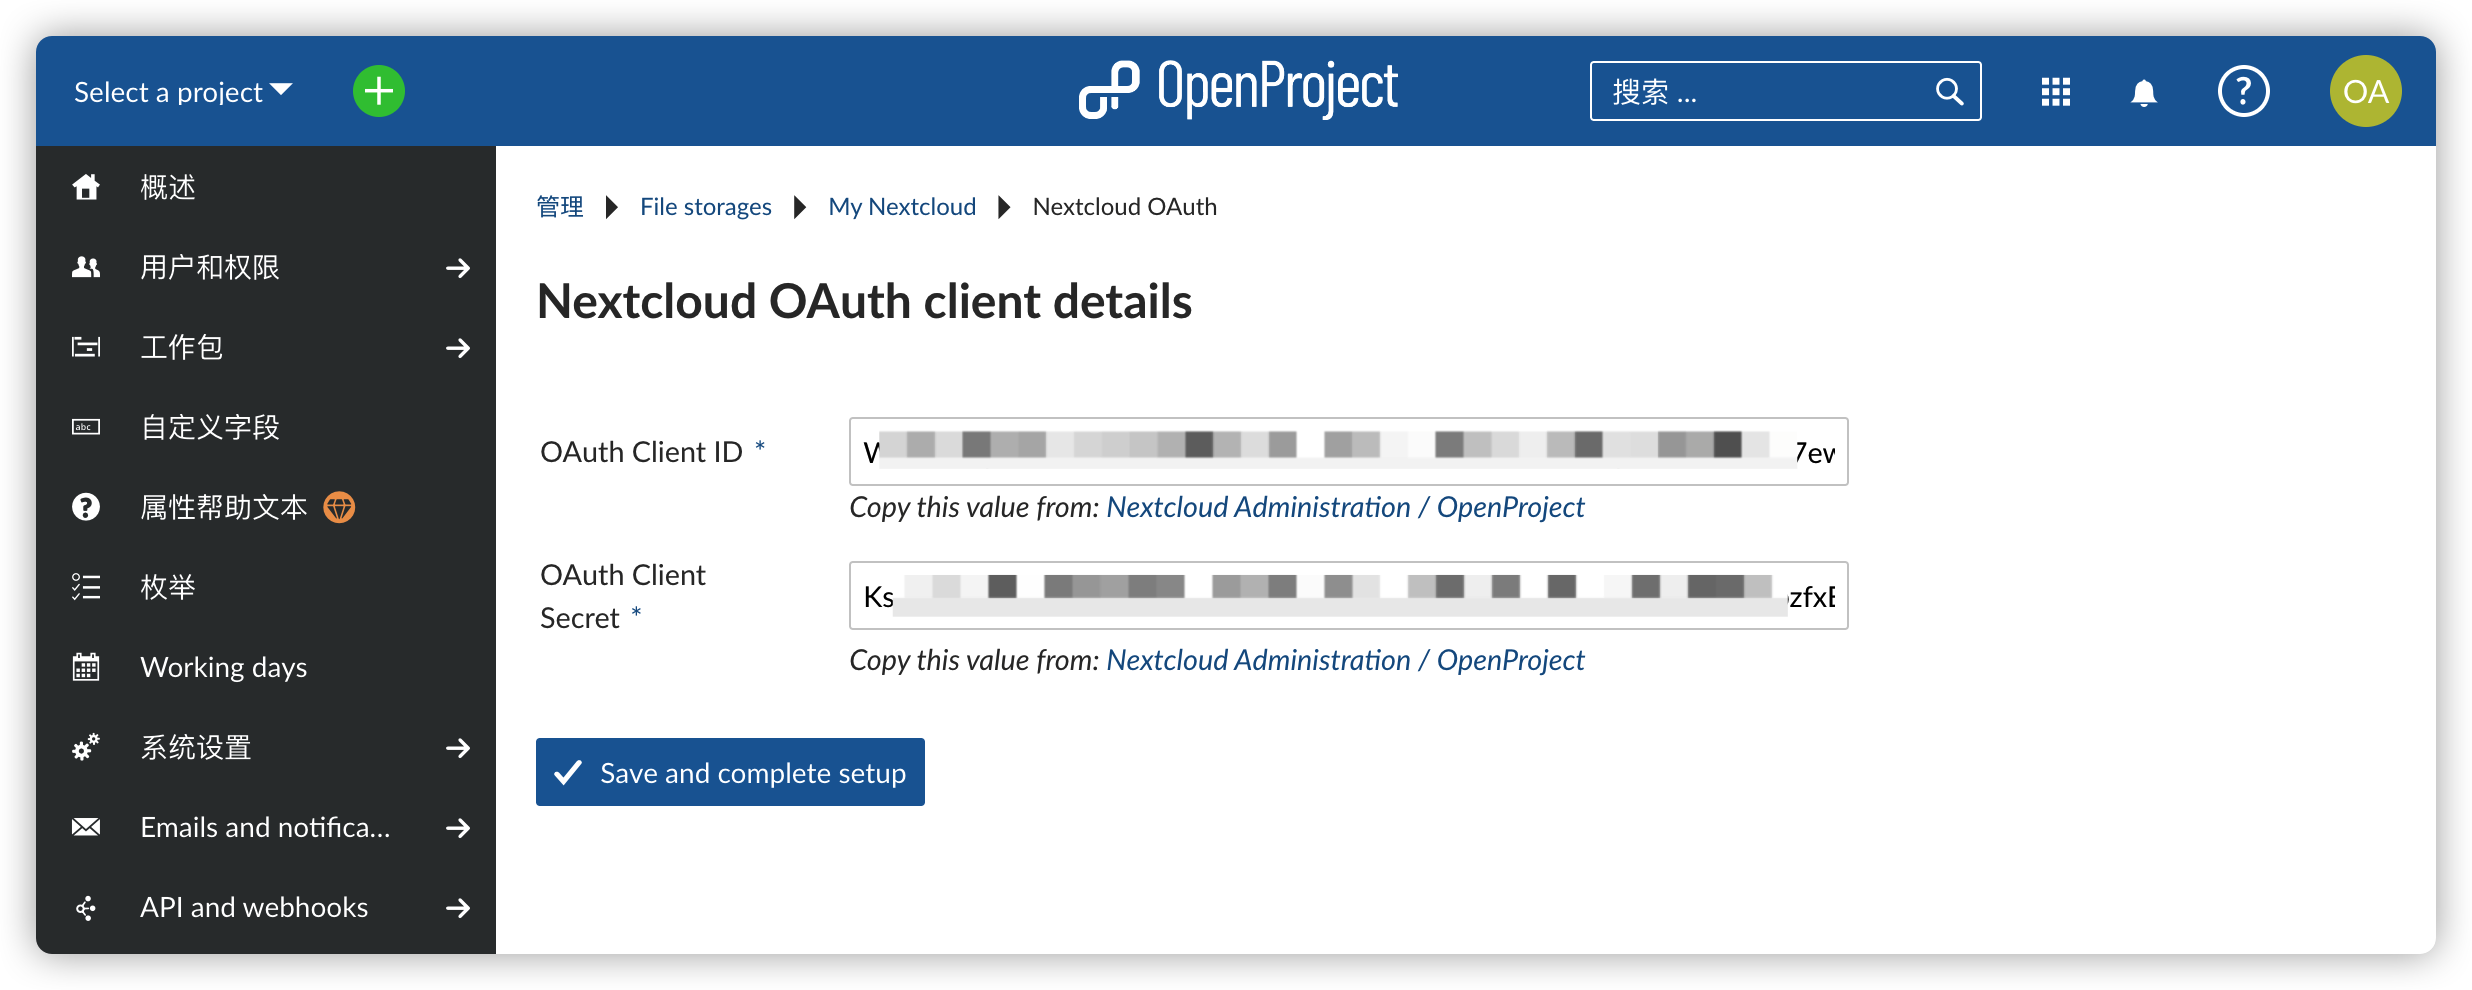 Select a project
OpenProject
搜索 ...
OA
概述
用户和权限
工作包
abc
自定义字段
属性帮助文本
枚举
Working days
系统设置
Emails and notifica...
API and webhooks
管理 File storages My Nextcloud Nextcloud OAuth
Nextcloud OAuth client details
OAuth Client ID *
7ew
Copy this value from: Nextcloud Administration / OpenProject
OAuth Client
Secret *
Ks
zfxE
Copy this value from: Nextcloud Administration / OpenProject
Save and complete setup